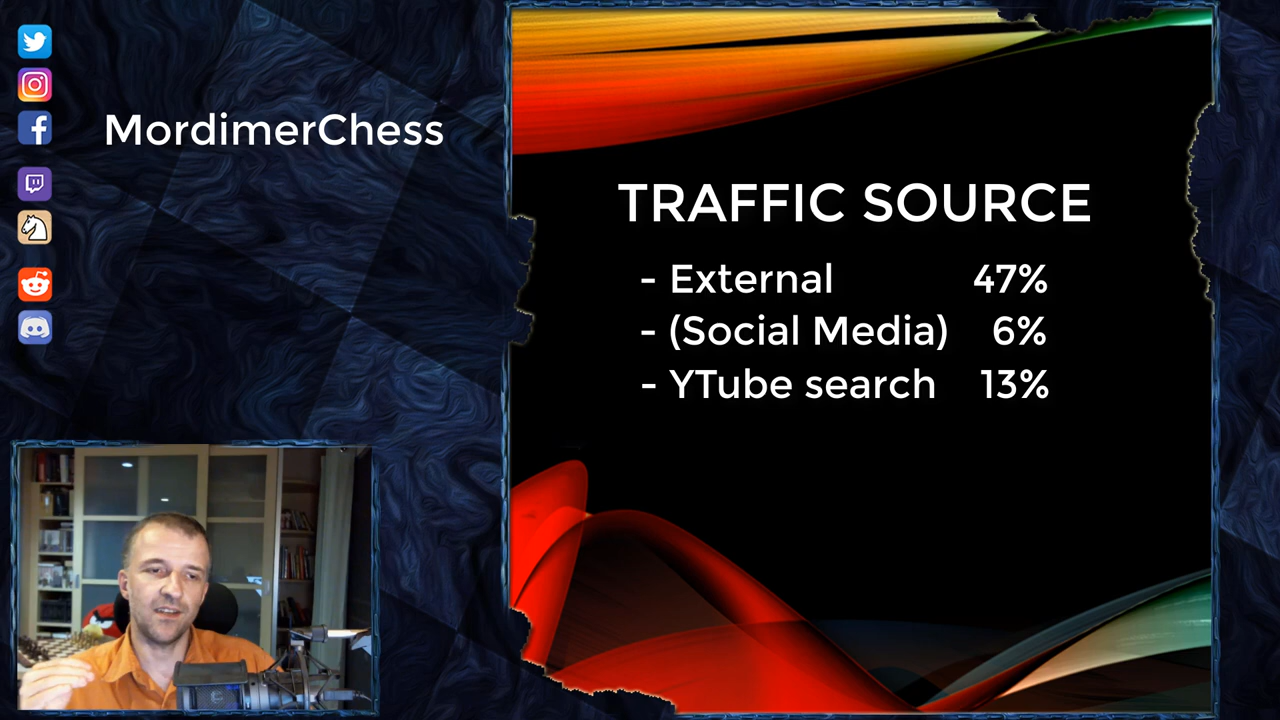 MordimerChess
TRAFFIC SOURCE
- External 47%
- (Social Media) 6%
- YTube search 13%